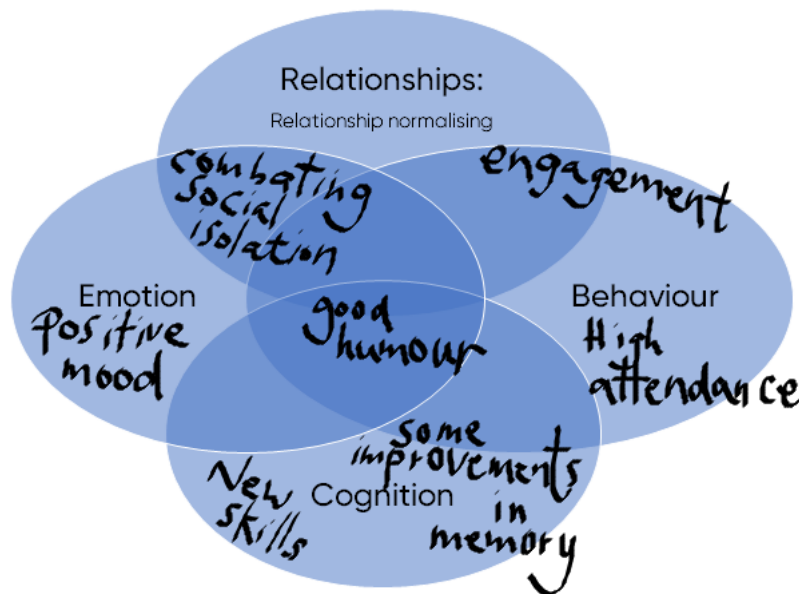 Relationships:
Relationship normalising
combating
social
isolation
engagement
Emotion
Positive
mood
good
humour
Behaviour
High
attendance
New
skills
Cognition
some
improvements
in
memory